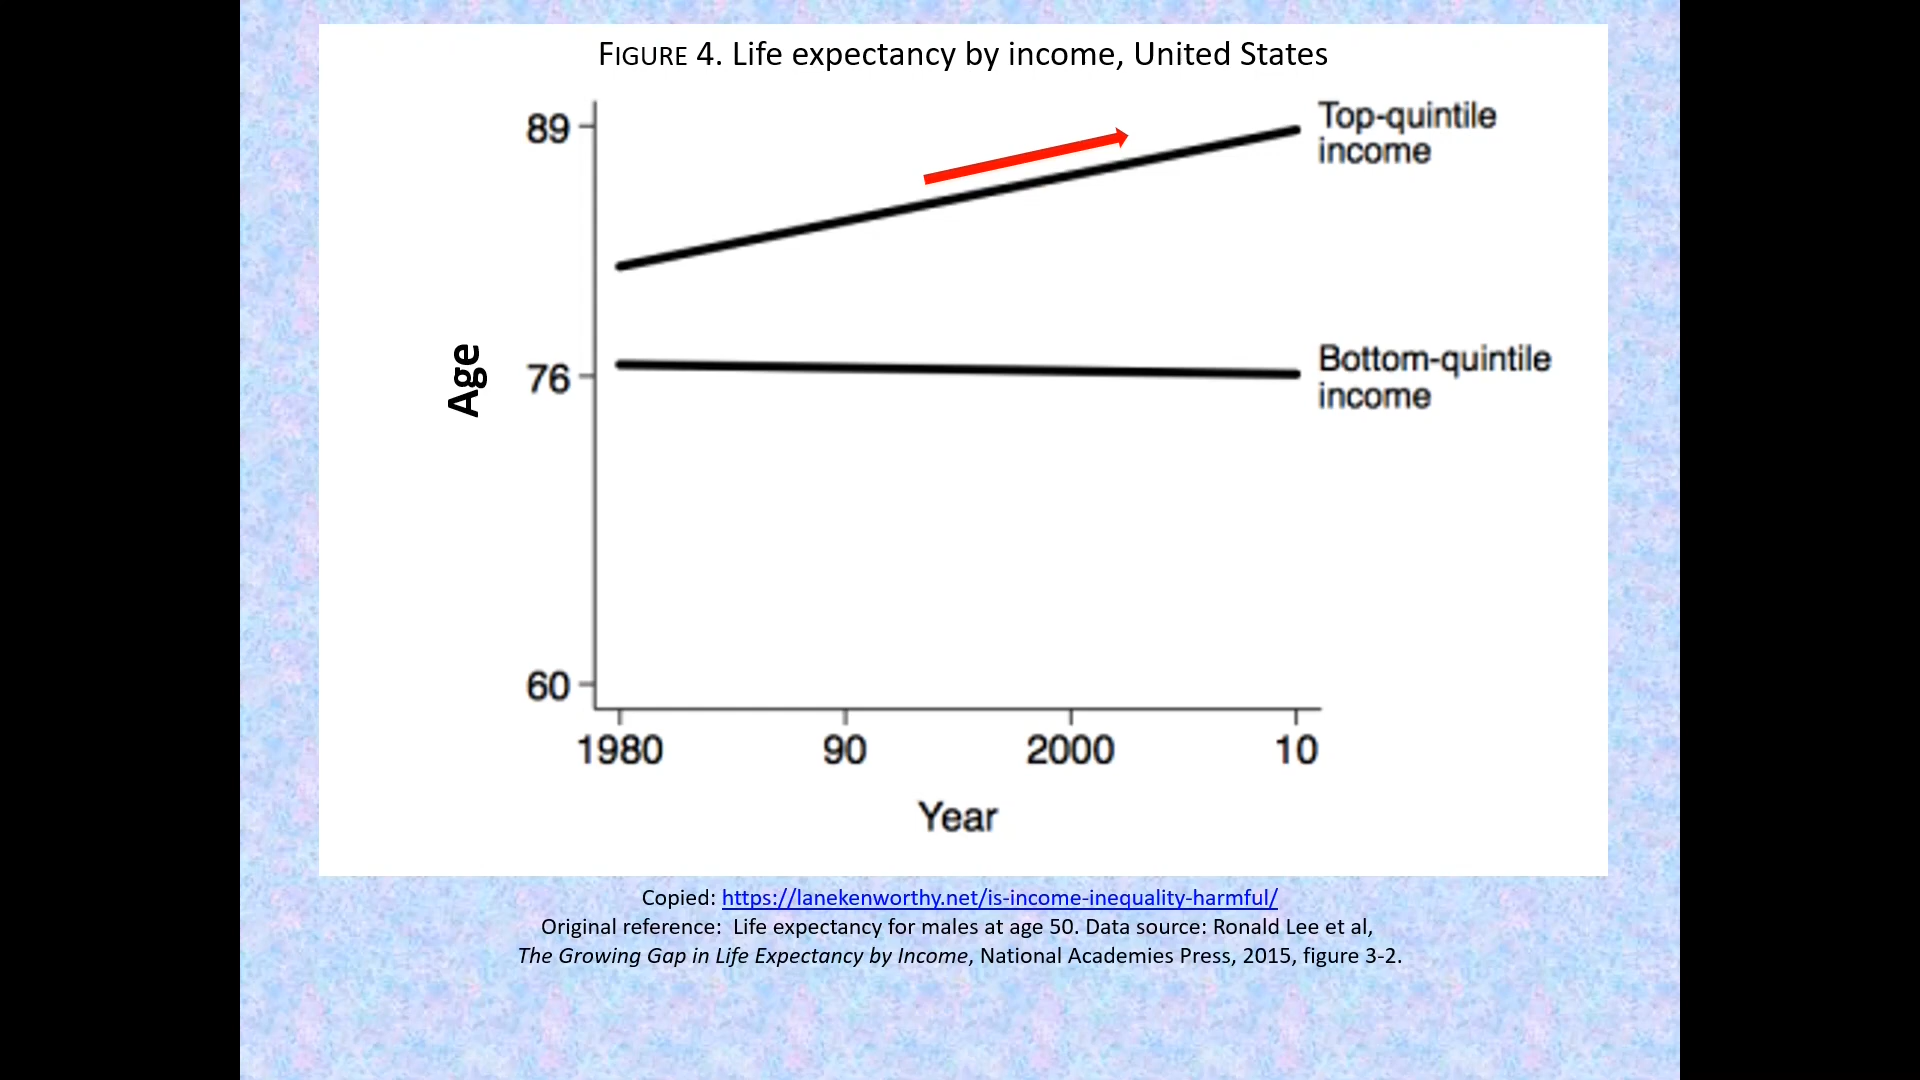 FIGURE 4. Life expectancy by income, United States
89
Top-quintile
income
Age
76
Bottom-quintile
income
60
1980 90 2000 10
Year
Copied: https://lanekenworthy.net/is-income-inequality-harmful/
Original reference:  Life expectancy for males at age 50. Data source: Ronald Lee et al,
The Growing Gap in Life Expectancy by Income, National Academies Press, 2015, figure 3-2.